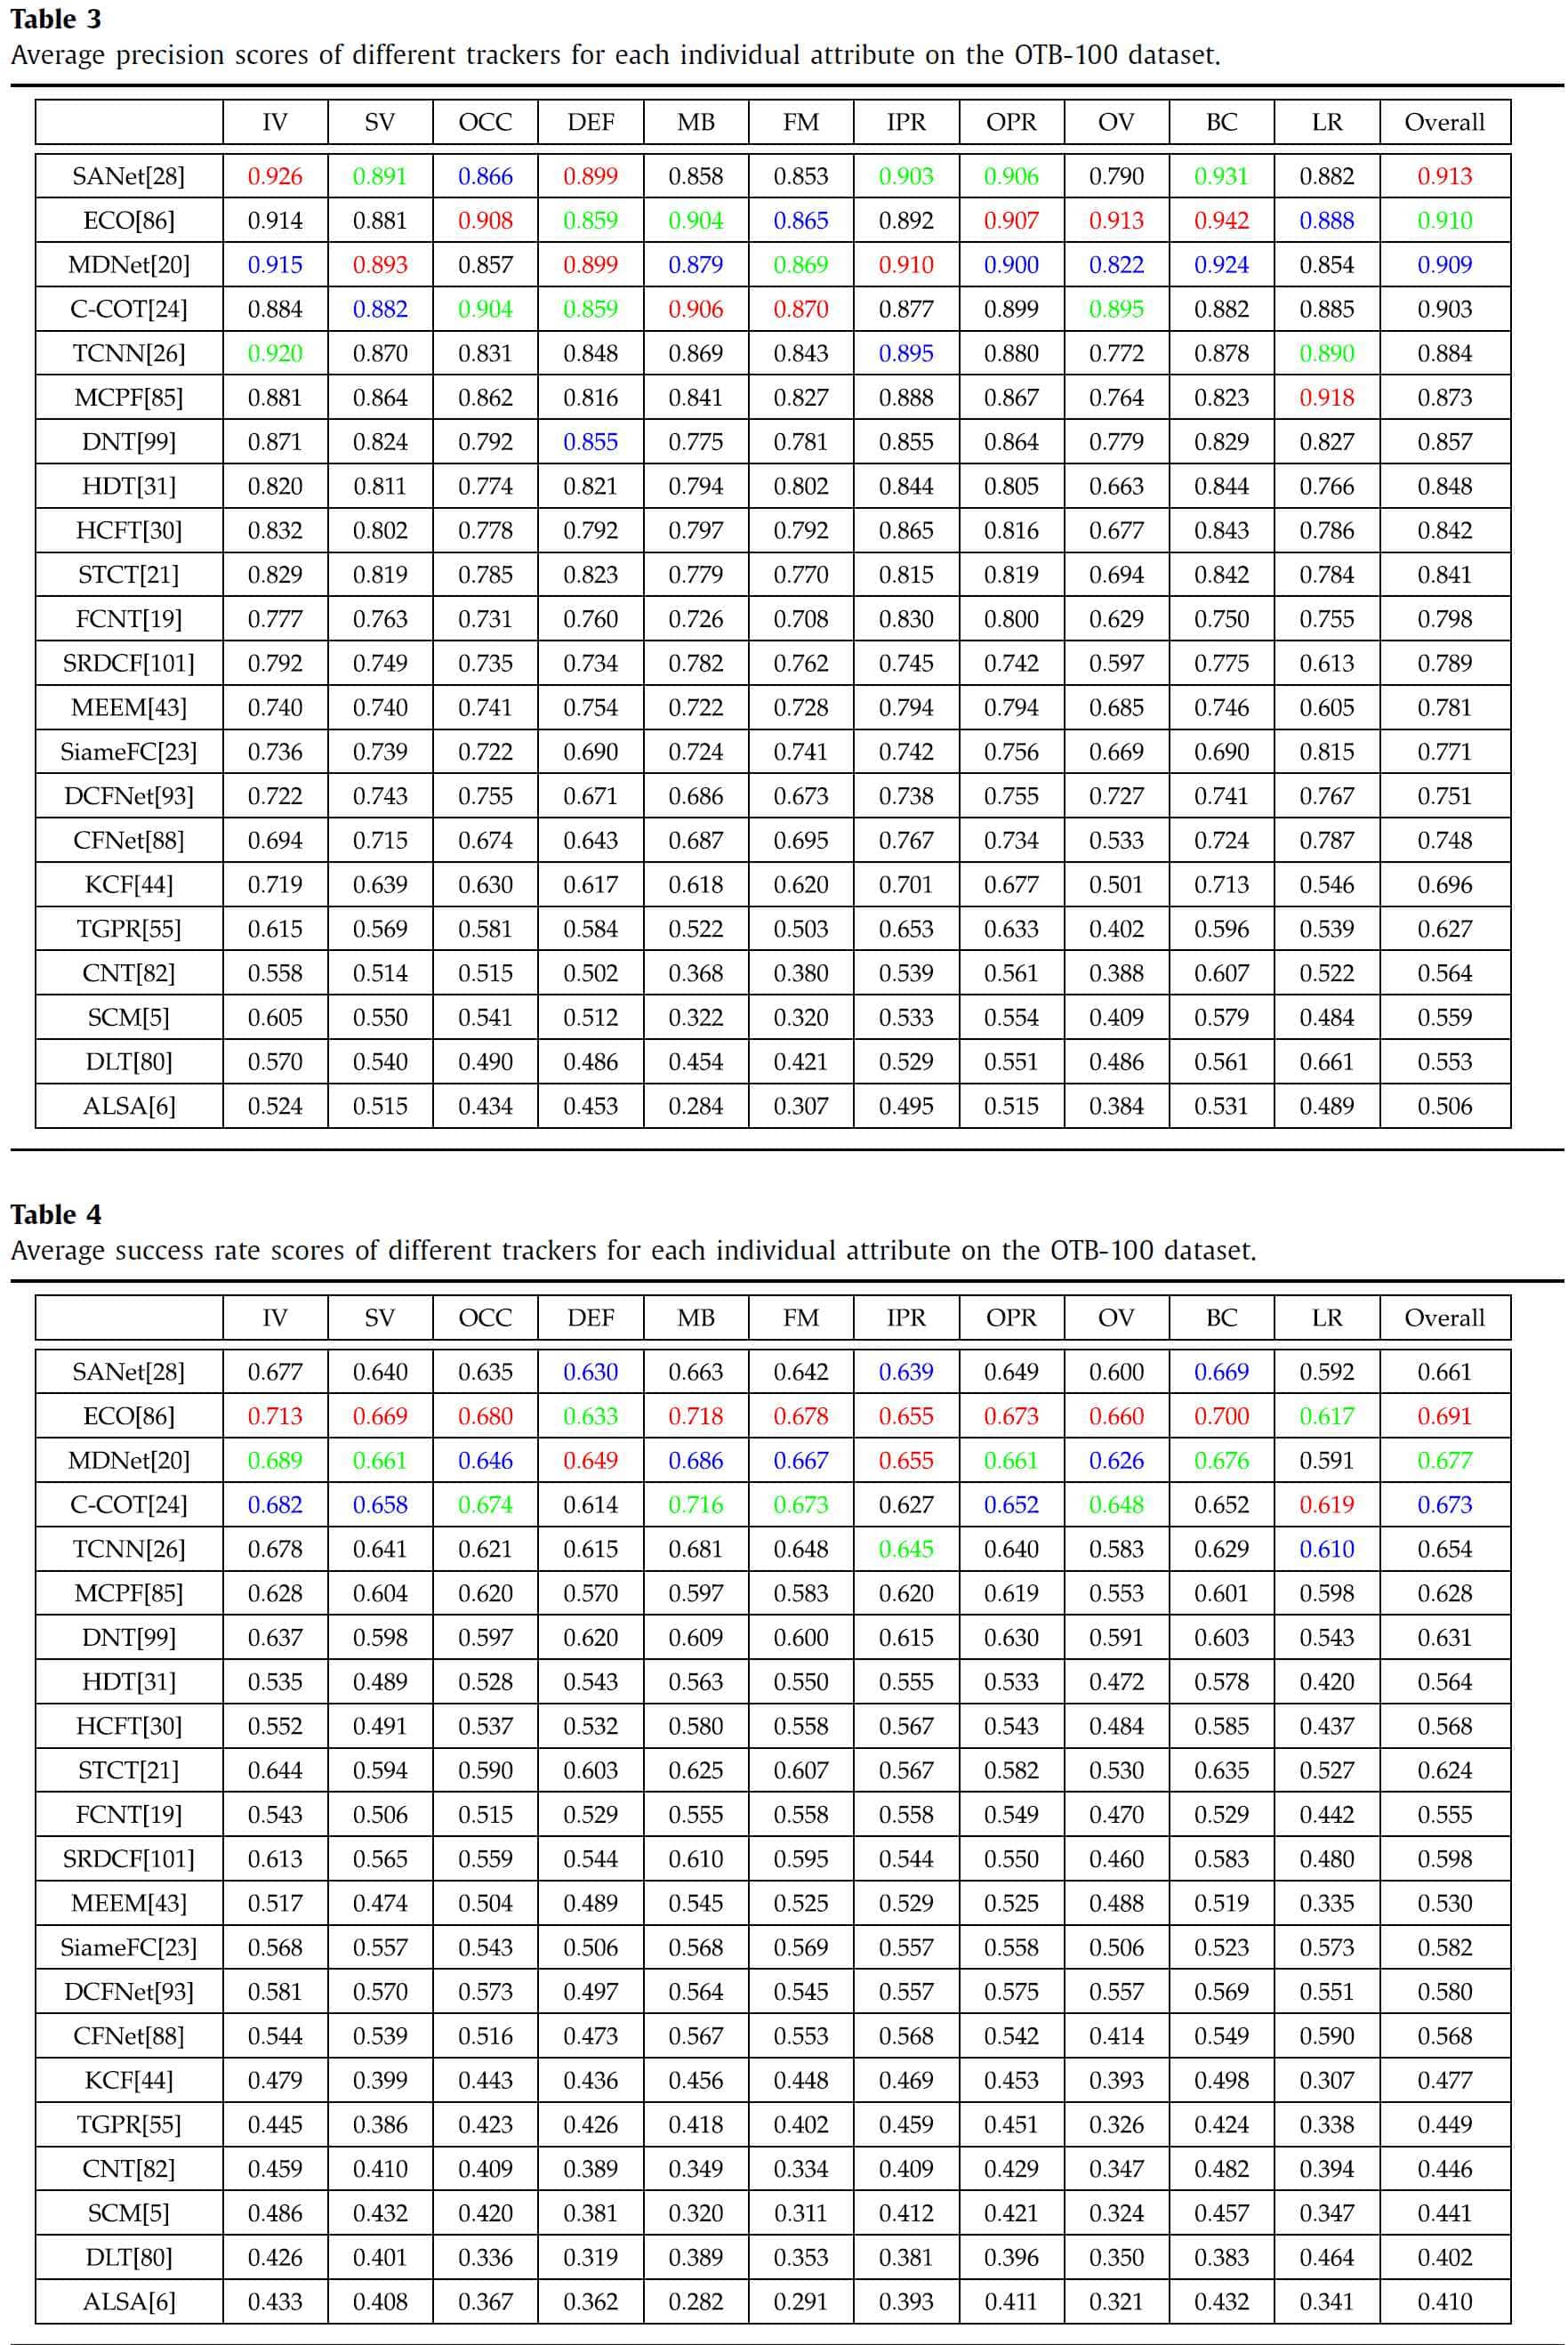 Table 3
Average precision scores of different trackers for each individual attribute on the OTB-100 dataset.
IV SV OCC DEF MB FM IPR OPR OV BC LR Overall
SANet[28] 0.926 0.891 0.866 0.899 0.858 0.853 0.903 0.906 0.790 0.931 0.882 0.913
ECO[86] 0.914 0.881 0.908 0.859 0.904 0.865 0.892 0.907 0.913 0.942 0.888 0.910
MDNet[20] 0.915 0.893 0.857 0.899 0.879 0.869 0.910 0.900 0.822 0.924 0.854 0.909
C-COT[24] 0.884 0.882 0.904 0.859 0.906 0.870 0.877 0.899 0.895 0.882 0.885 0.903
TCNN[26] 0.920 0.870 0.831 0.848 0.869 0.843 0.895 0.880 0.772 0.878 0.890 0.884
MCPF[85] 0.881 0.864 0.862 0.816 0.841 0.827 0.888 0.867 0.764 0.823 0.918 0.873
DNT[99] 0.871 0.824 0.792 0.855 0.775 0.781 0.855 0.864 0.779 0.829 0.827 0.857
HDT[31] 0.820 0.811 0.774 0.821 0.794 0.802 0.844 0.805 0.663 0.844 0.766 0.848
HCFT[30] 0.832 0.802 0.778 0.792 0.797 0.792 0.865 0.816 0.677 0.843 0.786 0.842
STCT[21] 0.829 0.819 0.785 0.823 0.779 0.770 0.815 0.819 0.694 0.842 0.784 0.841
FCNT[19] 0.777 0.763 0.731 0.760 0.726 0.708 0.830 0.800 0.629 0.750 0.755 0.798
SRDCF[101] 0.792 0.749 0.735 0.734 0.782 0.762 0.745 0.742 0.597 0.775 0.613 0.789
MEEM[43] 0.740 0.740 0.741 0.754 0.722 0.728 0.794 0.794 0.685 0.746 0.605 0.781
SiameFC[23] 0.736 0.739 0.722 0.690 0.724 0.741 0.742 0.756 0.669 0.690 0.815 0.771
DCFNet[93] 0.722 0.743 0.755 0.671 0.686 0.673 0.738 0.755 0.727 0.741 0.767 0.751
CFNet[88] 0.694 0.715 0.674 0.643 0.687 0.695 0.767 0.734 0.533 0.724 0.787 0.748
KCF[44] 0.719 0.639 0.630 0.617 0.618 0.620 0.701 0.677 0.501 0.713 0.546 0.696
TGPR[55] 0.615 0.569 0.581 0.584 0.522 0.503 0.653 0.633 0.402 0.596 0.539 0.627
CNT[82] 0.558 0.514 0.515 0.502 0.368 0.380 0.539 0.561 0.388 0.607 0.522 0.564
SCM[5] 0.605 0.550 0.541 0.512 0.322 0.320 0.533 0.554 0.409 0.579 0.484 0.559
DLT[80] 0.570 0.540 0.490 0.486 0.454 0.421 0.529 0.551 0.486 0.561 0.661 0.553
ALSA[6] 0.524 0.515 0.434 0.453 0.284 0.307 0.495 0.515 0.384 0.531 0.489 0.506
Table 4
Average success rate scores of different trackers for each individual attribute on the OTB-100 dataset.
IV SV OCC DEF MB FM IPR OPR OV BC LR Overall
SANet[28] 0.677 0.640 0.635 0.630 0.663 0.642 0.639 0.649 0.600 0.669 0.592 0.661
ECO[86] 0.713 0.669 0.680 0.633 0.718 0.678 0.655 0.673 0.660 0.700 0.617 0.691
MDNet[20] 0.689 0.661 0.646 0.649 0.686 0.667 0.655 0.661 0.626 0.676 0.591 0.677
C-COT[24] 0.682 0.658 0.674 0.614 0.716 0.673 0.627 0.652 0.648 0.652 0.619 0.673
TCNN[26] 0.678 0.641 0.621 0.615 0.681 0.648 0.645 0.640 0.583 0.629 0.610 0.654
MCPF[85] 0.628 0.604 0.620 0.570 0.597 0.583 0.620 0.619 0.553 0.601 0.598 0.628
DNT[99] 0.637 0.598 0.597 0.620 0.609 0.600 0.615 0.630 0.591 0.603 0.543 0.631
HDT[31] 0.535 0.489 0.528 0.543 0.563 0.550 0.555 0.533 0.472 0.578 0.420 0.564
HCFT[30] 0.552 0.491 0.537 0.532 0.580 0.558 0.567 0.543 0.484 0.585 0.437 0.568
STCT[21] 0.644 0.594 0.590 0.603 0.625 0.607 0.567 0.582 0.530 0.635 0.527 0.624
FCNT[19] 0.543 0.506 0.515 0.529 0.555 0.558 0.558 0.549 0.470 0.529 0.442 0.555
SRDCF[101] 0.613 0.565 0.559 0.544 0.610 0.595 0.544 0.550 0.460 0.583 0.480 0.598
MEEM[43] 0.517 0.474 0.504 0.489 0.545 0.525 0.529 0.525 0.488 0.519 0.335 0.530
SiameFC[23] 0.568 0.557 0.543 0.506 0.568 0.569 0.557 0.558 0.506 0.523 0.573 0.582
DCFNet[93] 0.581 0.570 0.573 0.497 0.564 0.545 0.557 0.575 0.557 0.569 0.551 0.580
CFNet[88] 0.544 0.539 0.516 0.473 0.567 0.553 0.568 0.542 0.414 0.549 0.590 0.568
KCF[44] 0.479 0.399 0.443 0.436 0.456 0.448 0.469 0.453 0.393 0.498 0.307 0.477
TGPR[55] 0.445 0.386 0.423 0.426 0.418 0.402 0.459 0.451 0.326 0.424 0.338 0.449
CNT[82] 0.459 0.410 0.409 0.389 0.349 0.334 0.409 0.429 0.347 0.482 0.394 0.446
SCM[5] 0.486 0.432 0.420 0.381 0.320 0.311 0.412 0.421 0.324 0.457 0.347 0.441
DLT[80] 0.426 0.401 0.336 0.319 0.389 0.353 0.381 0.396 0.350 0.383 0.464 0.402
ALSA[6] 0.433 0.408 0.367 0.362 0.282 0.291 0.393 0.411 0.321 0.432 0.341 0.410